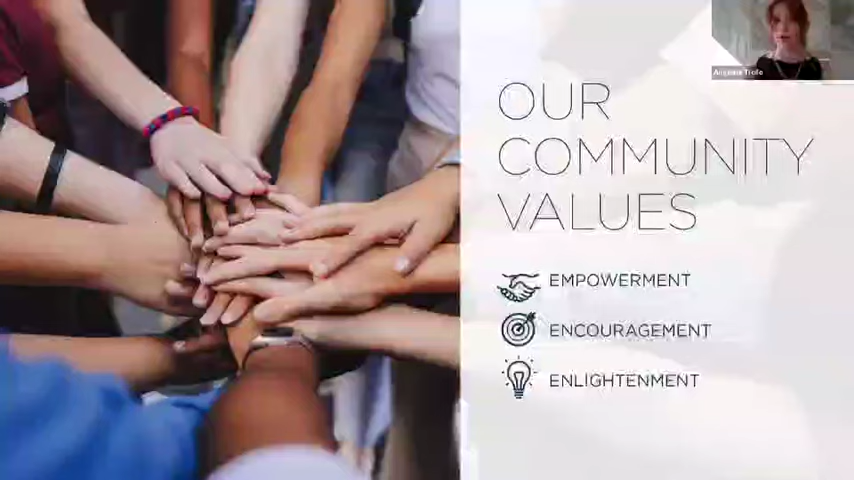 OUR
COMMUNITY
VALUES
EMPOWERMENT
ENCOURAGEMENT
ENLIGHTENMENT